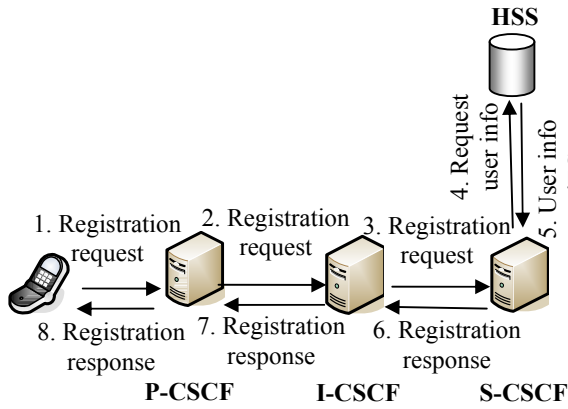 HSS
4. Request
user info
5. User info
1. Registration
request
2. Registration
request
3. Registration
request
8. Registration
response
7. Registration
response
6. Registration
response
P-CSCF
I-CSCF
S-CSCF